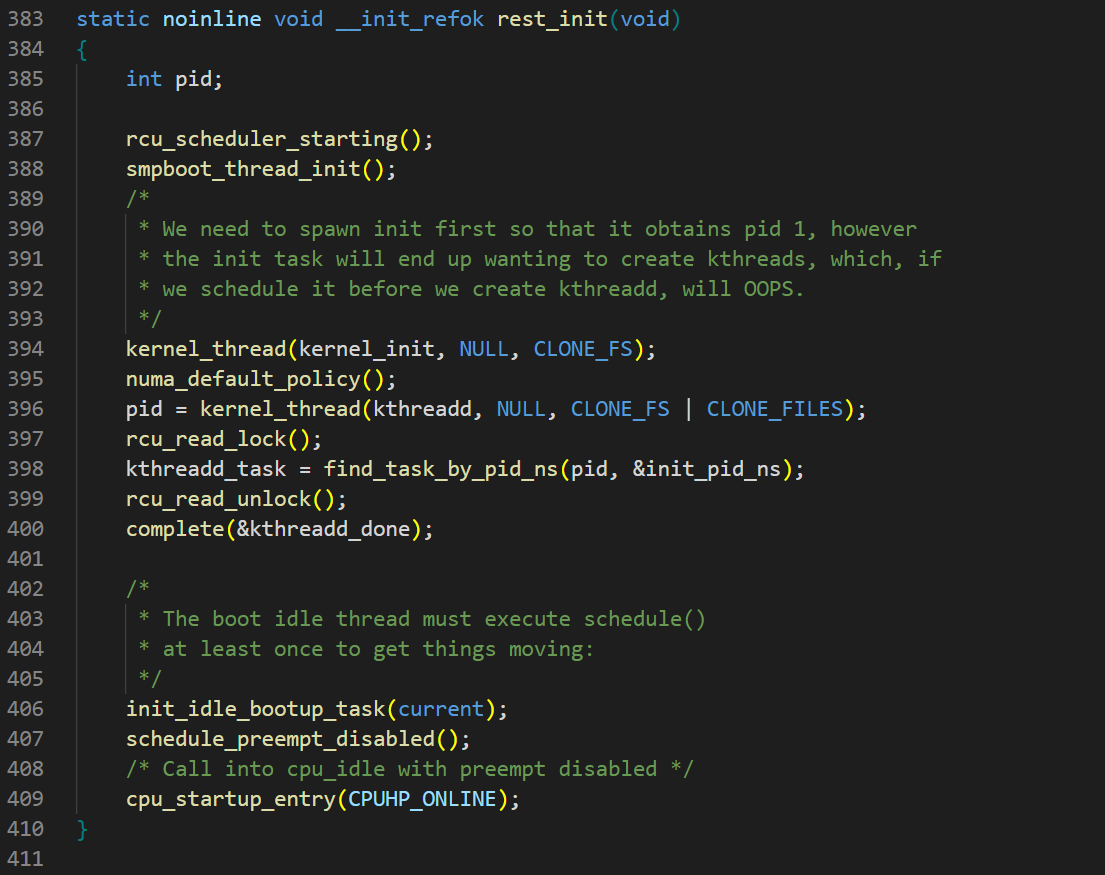 383 static noinline void __init_refok rest_init(void)
384 {
385     int pid;
386
387     rcu_scheduler_starting();
388     smpboot_thread_init();
389     /*
390      * We need to spawn init first so that it obtains pid 1, however
391      * the init task will end up wanting to create kthreads, which, if
392      * we schedule it before we create kthreadd, will OOPS.
393      */
394     kernel_thread(kernel_init, NULL, CLONE_FS);
395     numa_default_policy();
396     pid = kernel_thread(kthreadd, NULL, CLONE_FS | CLONE_FILES);
397     rcu_read_lock();
398     kthreadd_task = find_task_by_pid_ns(pid, &init_pid_ns);
399     rcu_read_unlock();
400     complete(&kthreadd_done);
401
402     /*
403      * The boot idle thread must execute schedule()
404      * at least once to get things moving:
405      */
406     init_idle_bootup_task(current);
407     schedule_preempt_disabled();
408     /* Call into cpu_idle with preempt disabled */
409     cpu_startup_entry(CPUHP_ONLINE);
410 }
411